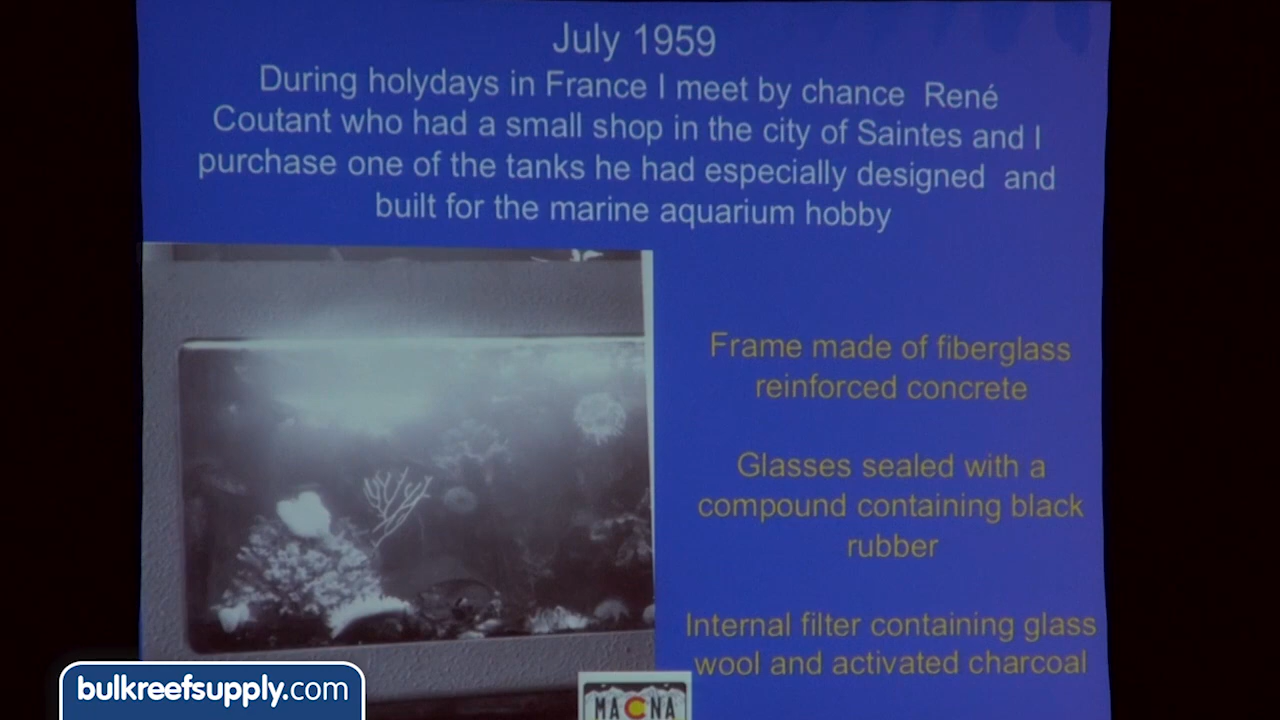 July 1959
During holydays in France I meet by chance René
Coutant who had a small shop in the city of Saintes and I
purchase one of the tanks he had especially designed and
built for the marine aquarium hobby
Frame made of fiberglass
reinforced concrete
Glasses sealed with a
compound containing black
rubber
Internal filter containing glass
wool and activated charcoal
bulkreefsupply.com
MACNA